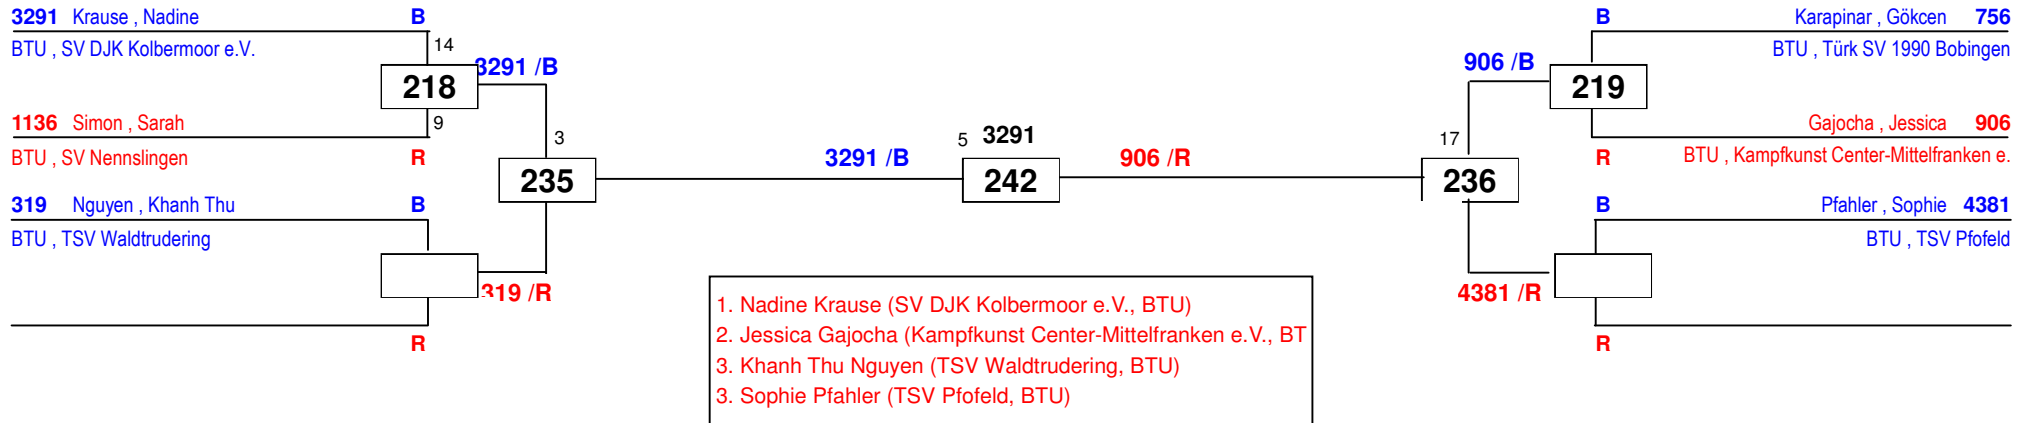 3291 Krause , Nadine B
BTU , SV DJK Kolbermoor e.V.
14
3291 /B
218
1136 Simon , Sarah
9
BTU , SV Nennslingen R
3
235
319 Nguyen , Khanh Thu B
BTU , TSV Waldtrudering
319 /R
R
3291 /B
5 3291
242
906 /R
B Karapinar , Gökcen 756
BTU , Türk SV 1990 Bobingen
906 /B
219
Gajocha , Jessica 906
R BTU , Kampfkunst Center-Mittelfranken e.
17
236
B Pfahler , Sophie 4381
BTU , TSV Pfofeld
4381 /R
R
1. Nadine Krause (SV DJK Kolbermoor e.V., BTU)
2. Jessica Gajocha (Kampfkunst Center-Mittelfranken e.V., BT
3. Khanh Thu Nguyen (TSV Waldtrudering, BTU)
3. Sophie Pfahler (TSV Pfofeld, BTU)